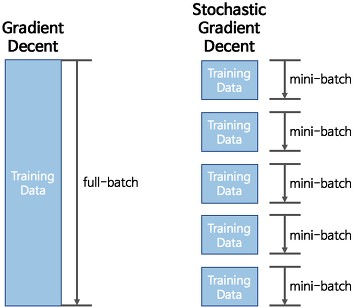 Gradient
Decent
Training
Data
full-batch
Stochastic
Gradient
Decent
Training
Data
mini-batch
Training
Data
mini-batch
Training
Data
mini-batch
Training
Data
mini-batch
Training
Data
mini-batch